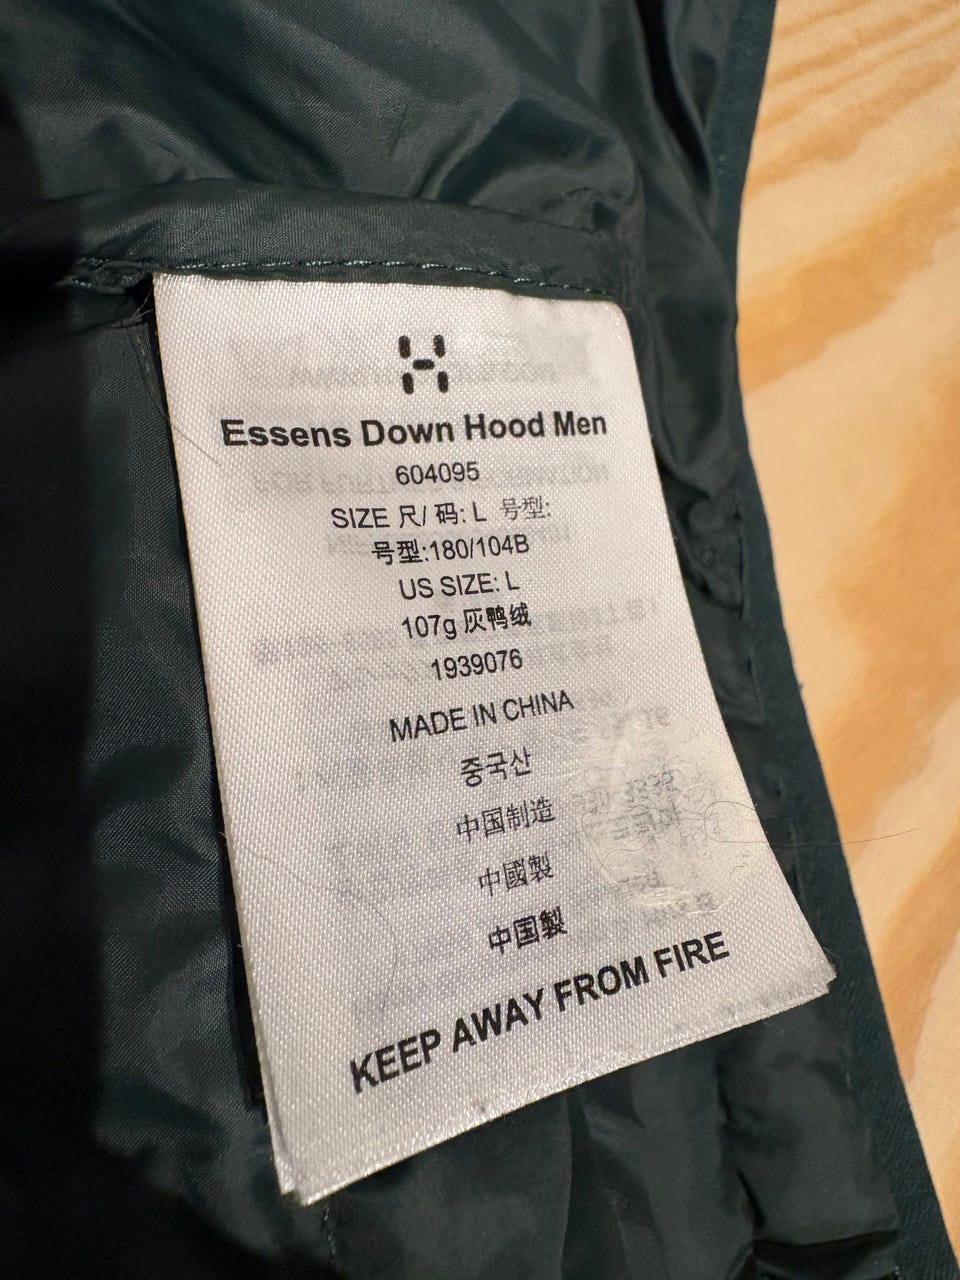 Essens Down Hood Men
604095
SIZE 尺/ 码: L 号型:
号型:180/104B
US SIZE: L
107g 灰鸭绒
1939076
MADE IN CHINA
중국산
中国制造
中國製
中国製
KEEP AWAY FROM FIRE